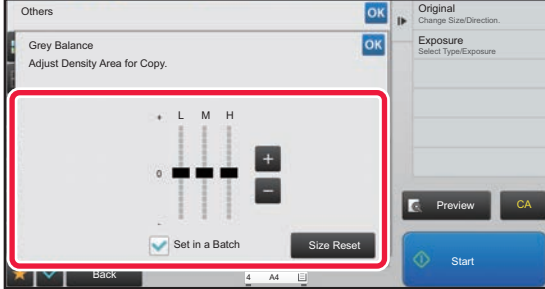 Others
OK
Grey Balance
OK
Adjust Density Area for Copy.
+ L M H
0
-
+
-
Set in a Batch
Size Reset
Back
4 A4
Original
Change Size/Direction.
Exposure
Select Type/Exposure
Preview
CA
Start